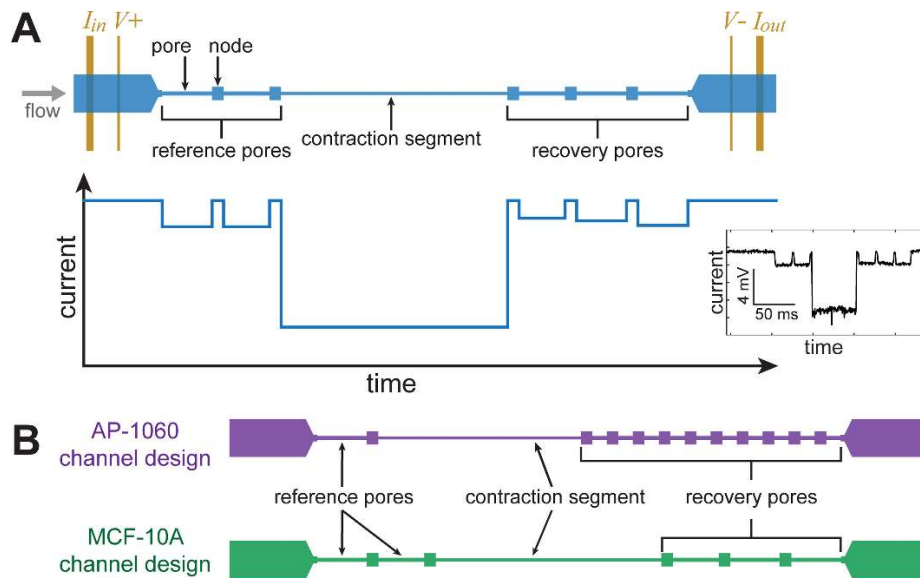 A
I_in V+
V- I_out
pore node
flow
contraction segment
reference pores
recovery pores
current
time
current
4 mV
50 ms
time
B
AP-1060
channel design
reference pores contraction segment recovery pores
MCF-10A
channel design